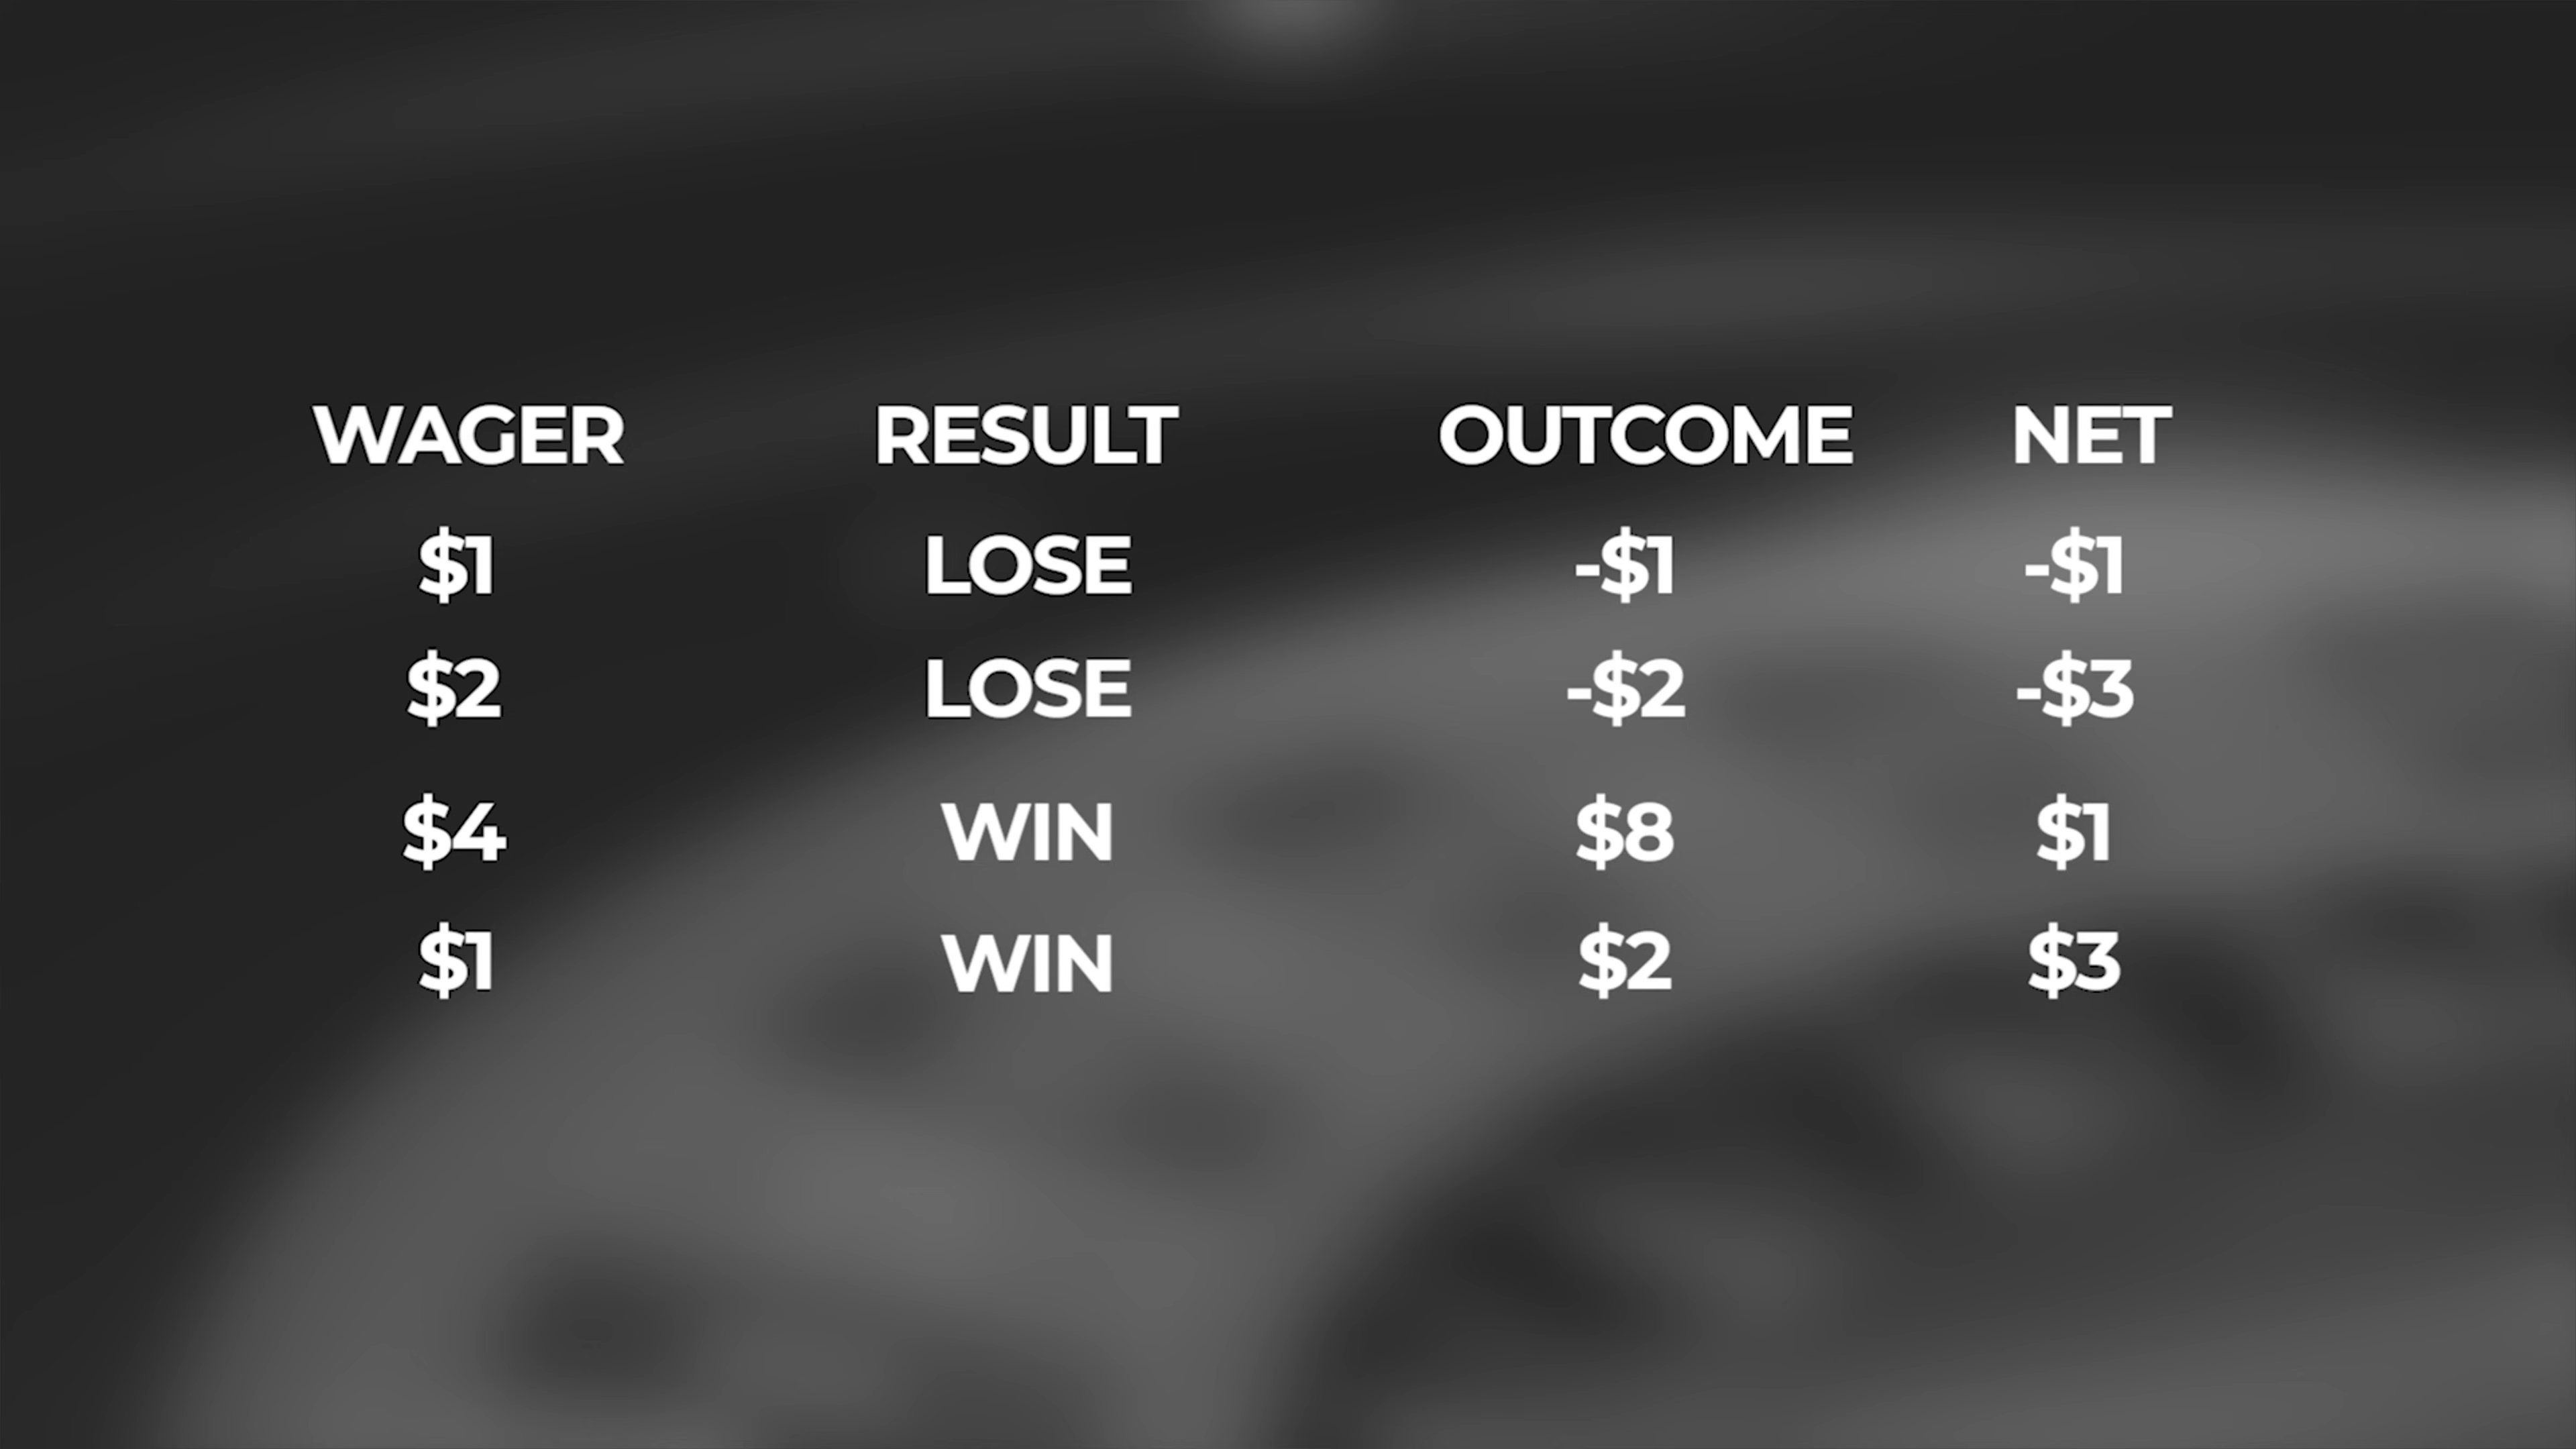 WAGER RESULT OUTCOME NET
$1 LOSE -$1 -$1
$2 LOSE -$2 -$3
$4 WIN $8 $1
$1 WIN $2 $3